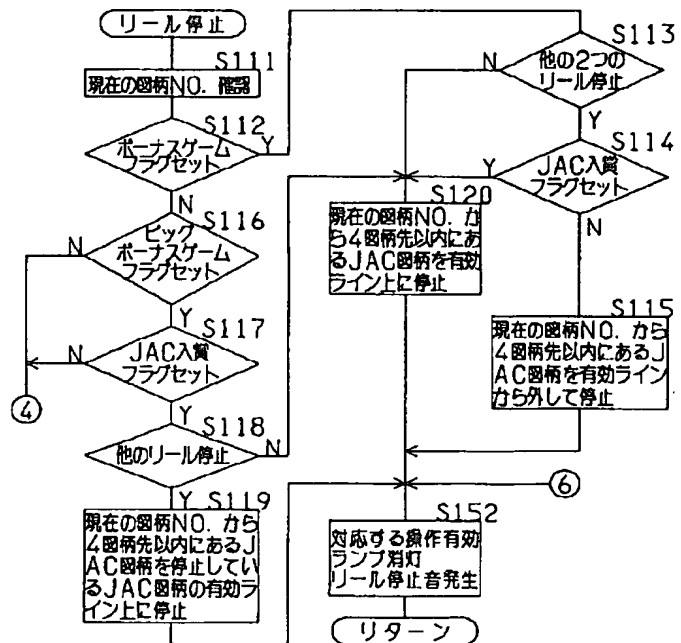 リール停止
S111
現在の図柄NO.確認
S112
ボーナスゲーム
フラグセット
Y
N
S116
ビッグ
ボーナスゲーム
フラグセット
N
Y
S117
JAC入賞
フラグセット
N
Y
④
S118
他のリール停止
N
Y
S119
現在の図柄NO.から
4図柄先以内にあるJ
AC図柄を停止してい
るJAC図柄の有効ラ
イン上に停止
S113
他の2つの
リール停止
N
Y
S114
JAC入賞
フラグセット
Y
N
S120
現在の図柄NO.か
ら4図柄先以内にあ
るJAC図柄を有効
ライン上に停止
S115
現在の図柄NO.から
4図柄先以内にあるJ
AC図柄を有効ライン
から外して停止
⑥
S152
対応する操作有効
ランプ消灯
リール停止音発生
リターン